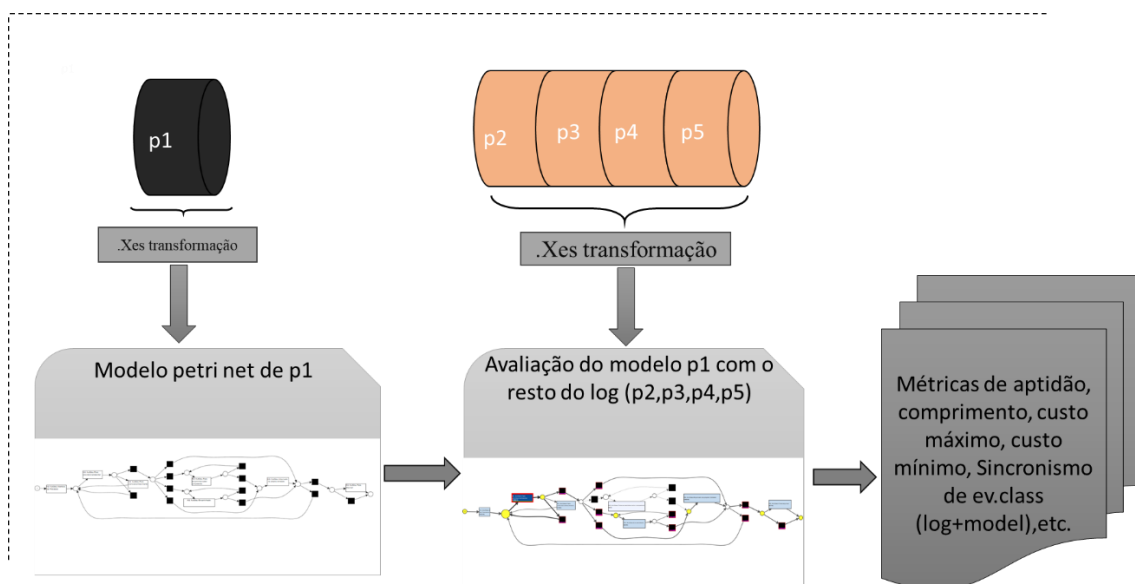 p1
p2
p3
p4
p5
.Xes transformação
.Xes transformação
Modelo petri net de p1
Avaliação do modelo p1 com o
resto do log (p2,p3,p4,p5)
Métricas de aptidão,
comprimento, custo
máximo, custo
mínimo, Sincronismo
de ev.class
(log+model),etc.